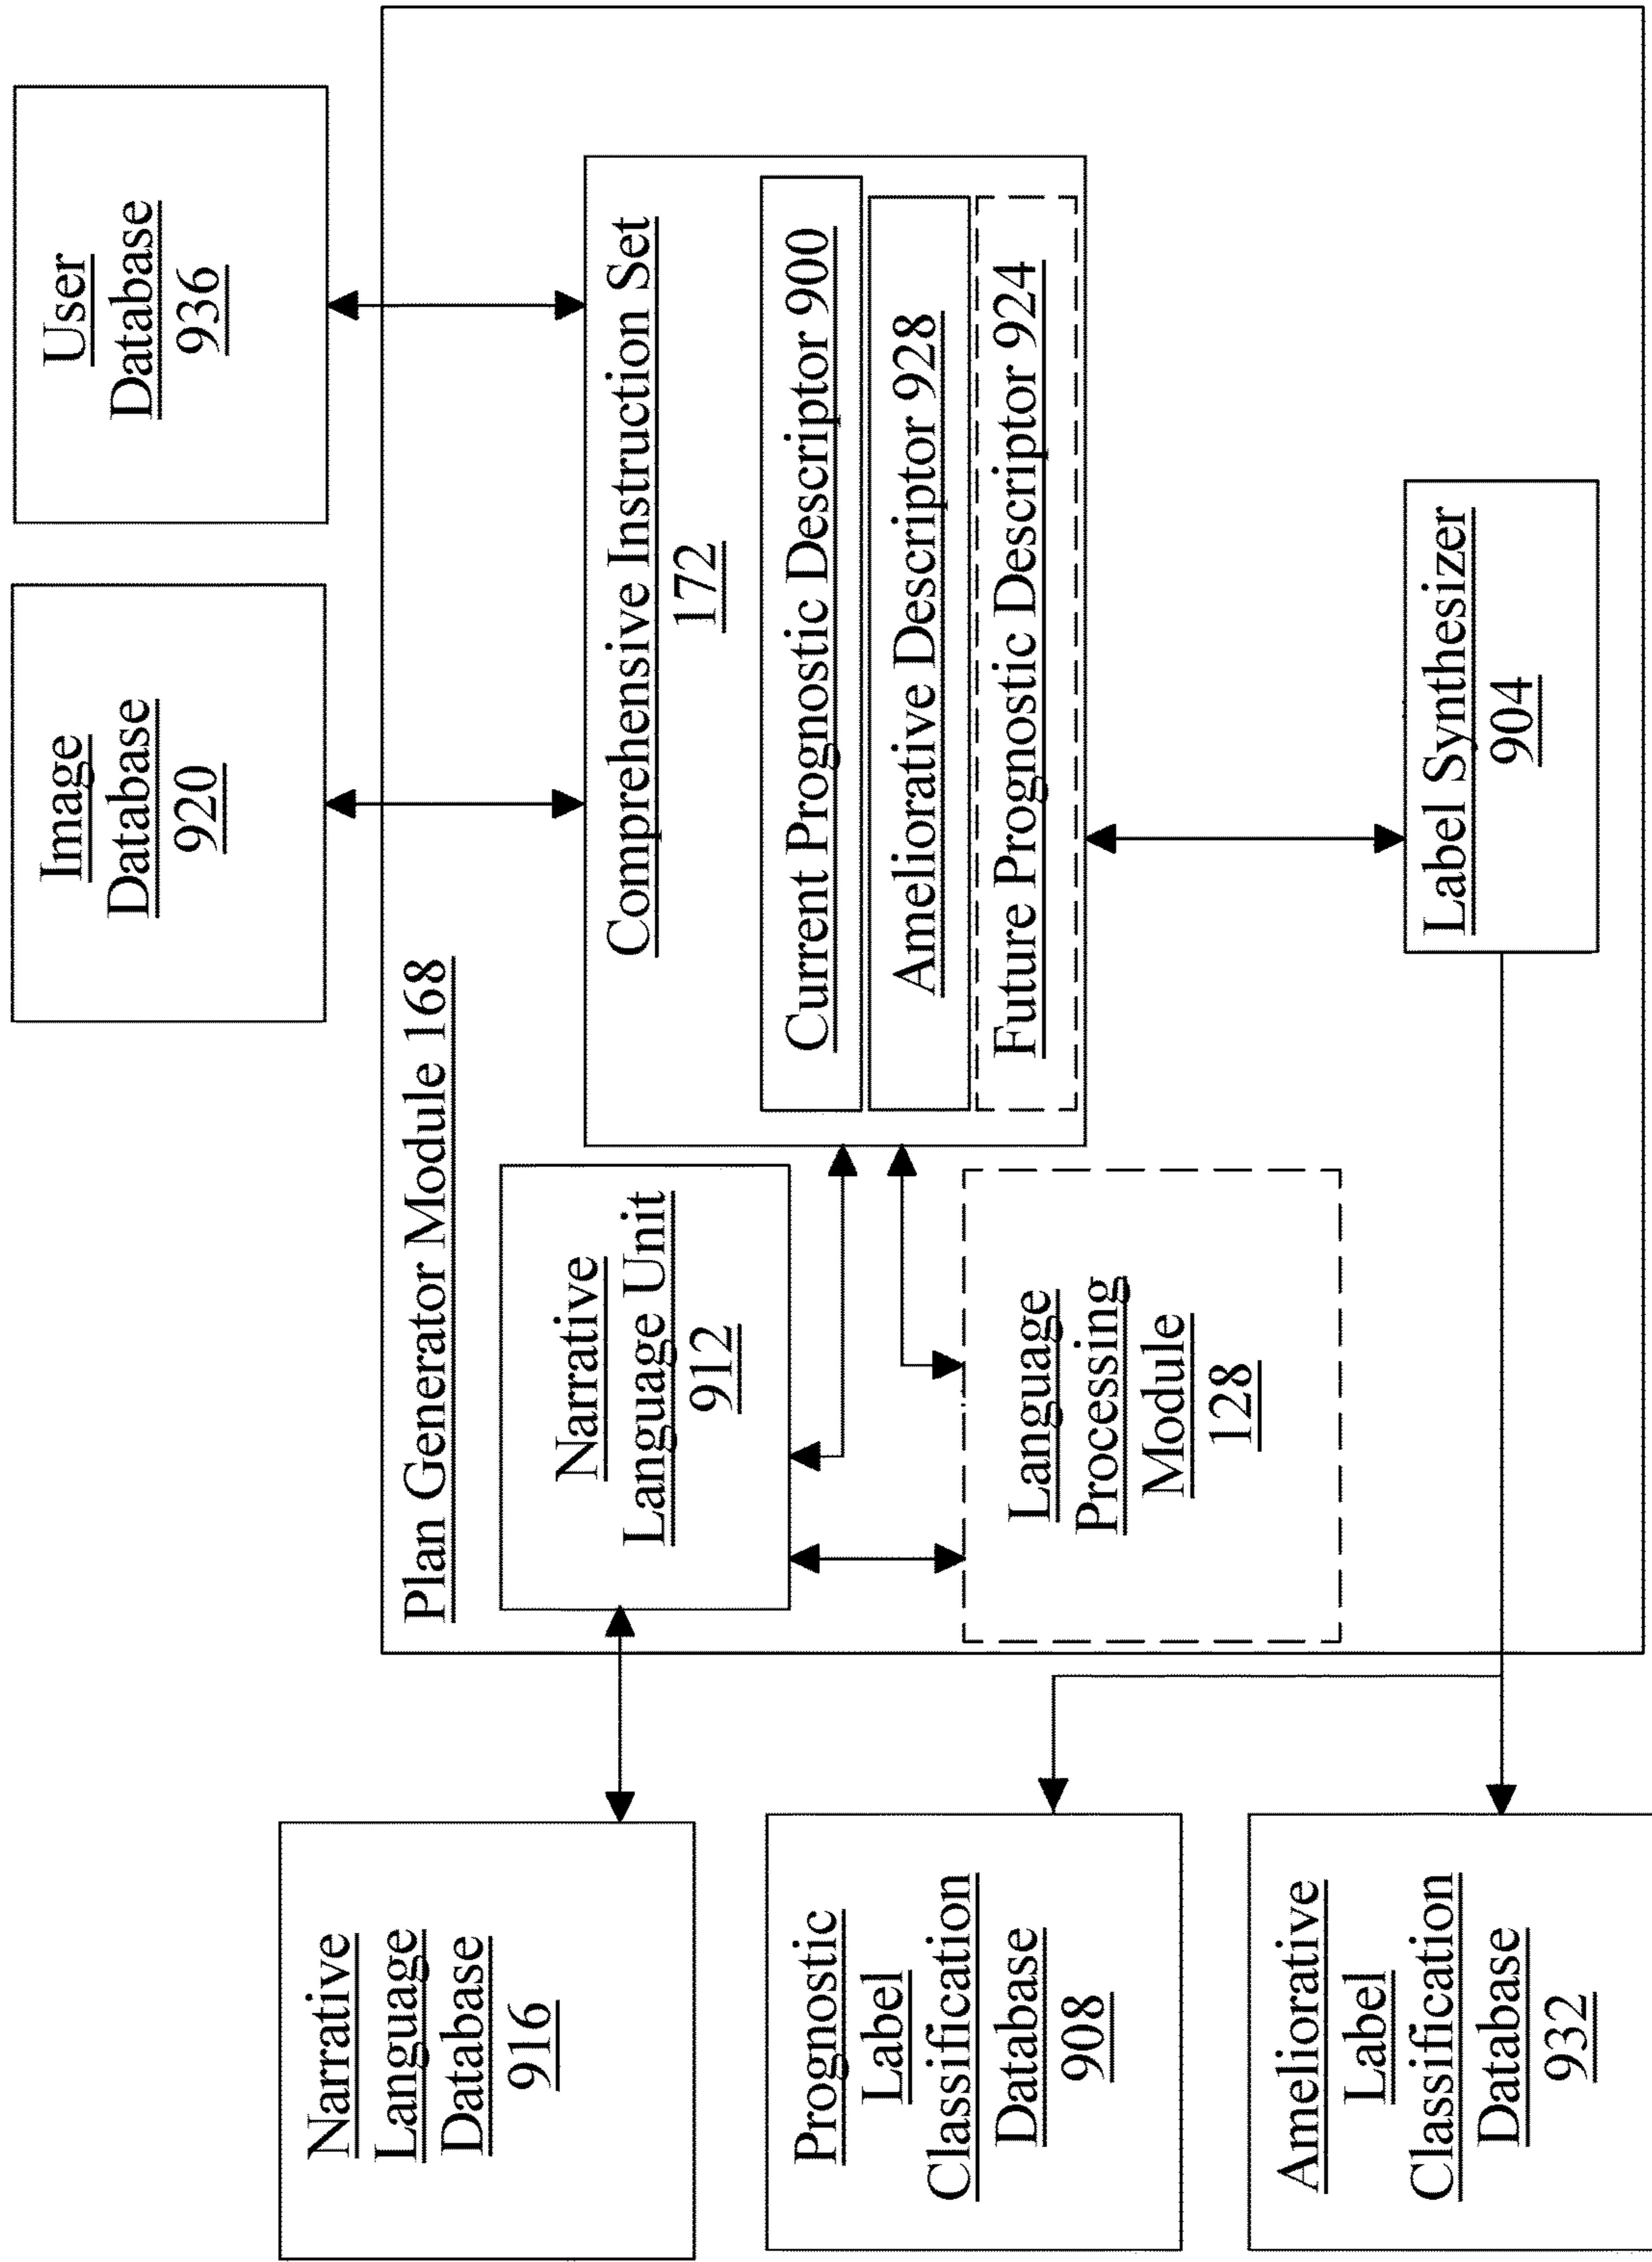 Image
Database
920
User
Database
936
Plan Generator Module 168
Narrative
Language
Database
916
Narrative
Language Unit
912
Comprehensive Instruction Set
172
Current Prognostic Descriptor 900
Ameliorative Descriptor 928
Future Prognostic Descriptor 924
Prognostic
Label
Classification
Database
908
Language
Processing
Module
128
Ameliorative
Label
Classification
Database
932
Label Synthesizer
904